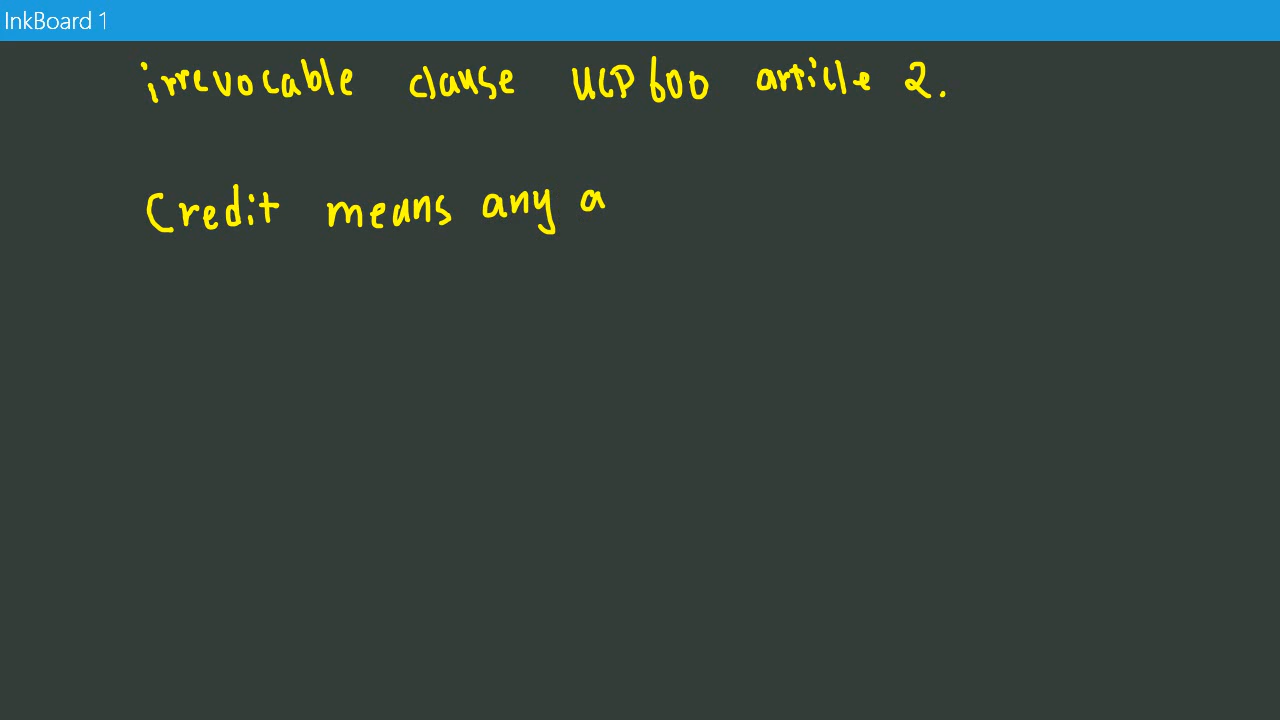 InkBoard 1
irrevocable clause UCP600 article 2.
Credit means any a